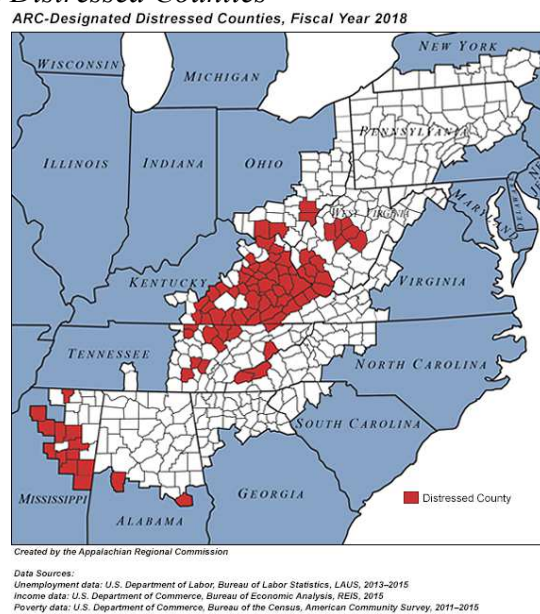 Distressed Counties
ARC-Designated Distressed Counties, Fiscal Year 2018
NEW YORK
WISCONSIN
MICHIGAN
PENNSYLVANIA
ILLINOIS
INDIANA
OHIO
MARYLAND
WEST VIRGINIA
KENTUCKY
VIRGINIA
TENNESSEE
NORTH CAROLINA
SOUTH CAROLINA
MISSISSIPPI
ALABAMA
GEORGIA
Distressed County
Created by the Appalachian Regional Commission
Data Sources:
Unemployment data: U.S. Department of Labor, Bureau of Labor Statistics, LAUS, 2013–2015
Income data: U.S. Department of Commerce, Bureau of Economic Analysis, REIS, 2015
Poverty data: U.S. Department of Commerce, Bureau of the Census, American Community Survey, 2011–2015